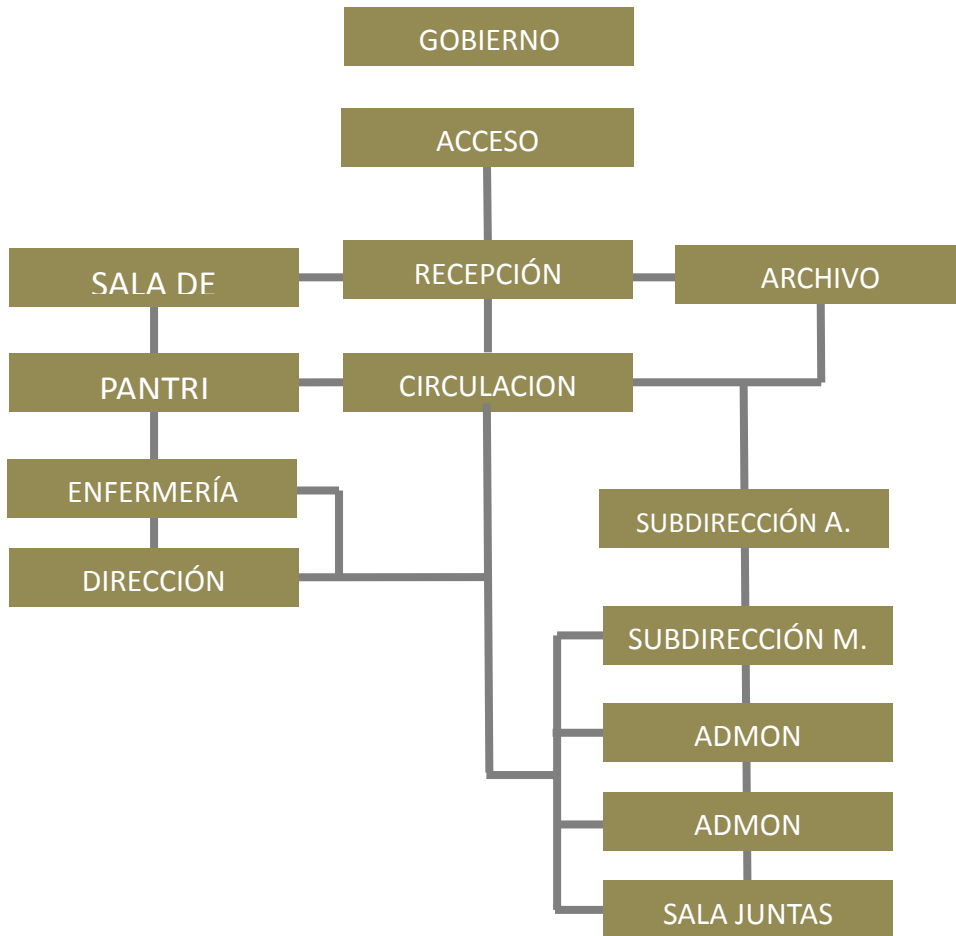 GOBIERNO
ACCESO
SALA DE
RECEPCIÓN
ARCHIVO
PANTRI
CIRCULACION
ENFERMERÍA
SUBDIRECCIÓN A.
DIRECCIÓN
SUBDIRECCIÓN M.
ADMON
ADMON
SALA JUNTAS